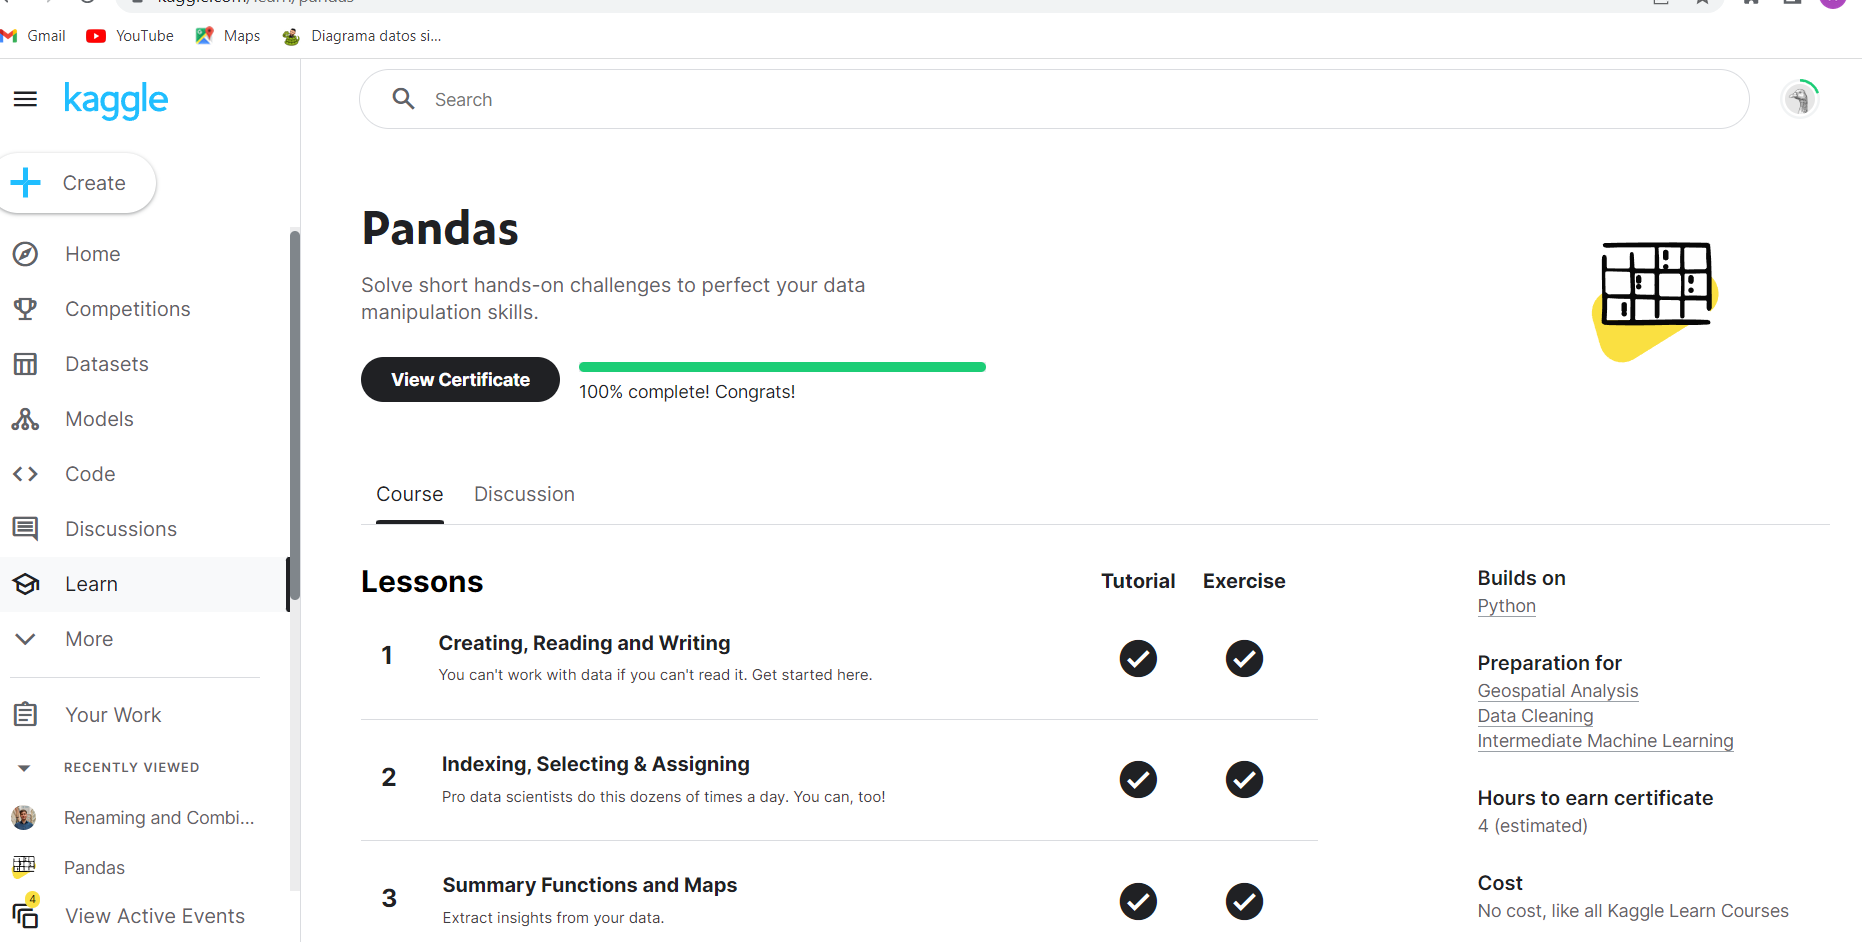 kaggle.com/learn/pandas
Gmail YouTube Maps Diagrama datos si...
kaggle
Search
Create
Home
Competitions
Datasets
Models
Code
Discussions
Learn
More
Your Work
RECENTLY VIEWED
Renaming and Combi...
Pandas
4
View Active Events
Pandas
Solve short hands-on challenges to perfect your data
manipulation skills.
View Certificate
100% complete! Congrats!
Course Discussion
Lessons Tutorial Exercise
1 Creating, Reading and Writing
You can't work with data if you can't read it. Get started here.
2 Indexing, Selecting & Assigning
Pro data scientists do this dozens of times a day. You can, too!
3 Summary Functions and Maps
Extract insights from your data.
Builds on
Python
Preparation for
Geospatial Analysis
Data Cleaning
Intermediate Machine Learning
Hours to earn certificate
4 (estimated)
Cost
No cost, like all Kaggle Learn Courses